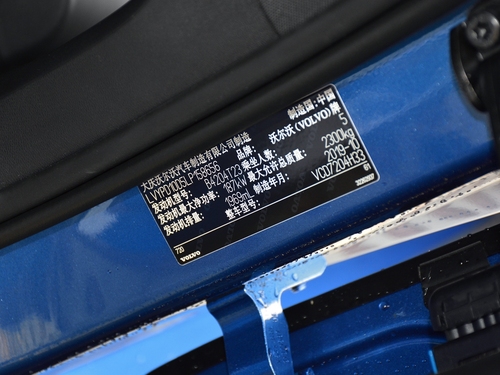 大庆沃尔沃汽车制造有限公司制造
制造国:中国
品牌: 沃尔沃(VOLVO)牌
发动机型号: B4204T23
乘坐人数: 5
发动机最大净功率: 187kW
最大允许总质量: 2300kg
发动机排量: 1969ml
制造年月: 2019-10
整车型号: VCD7204H33
730
VOLVO